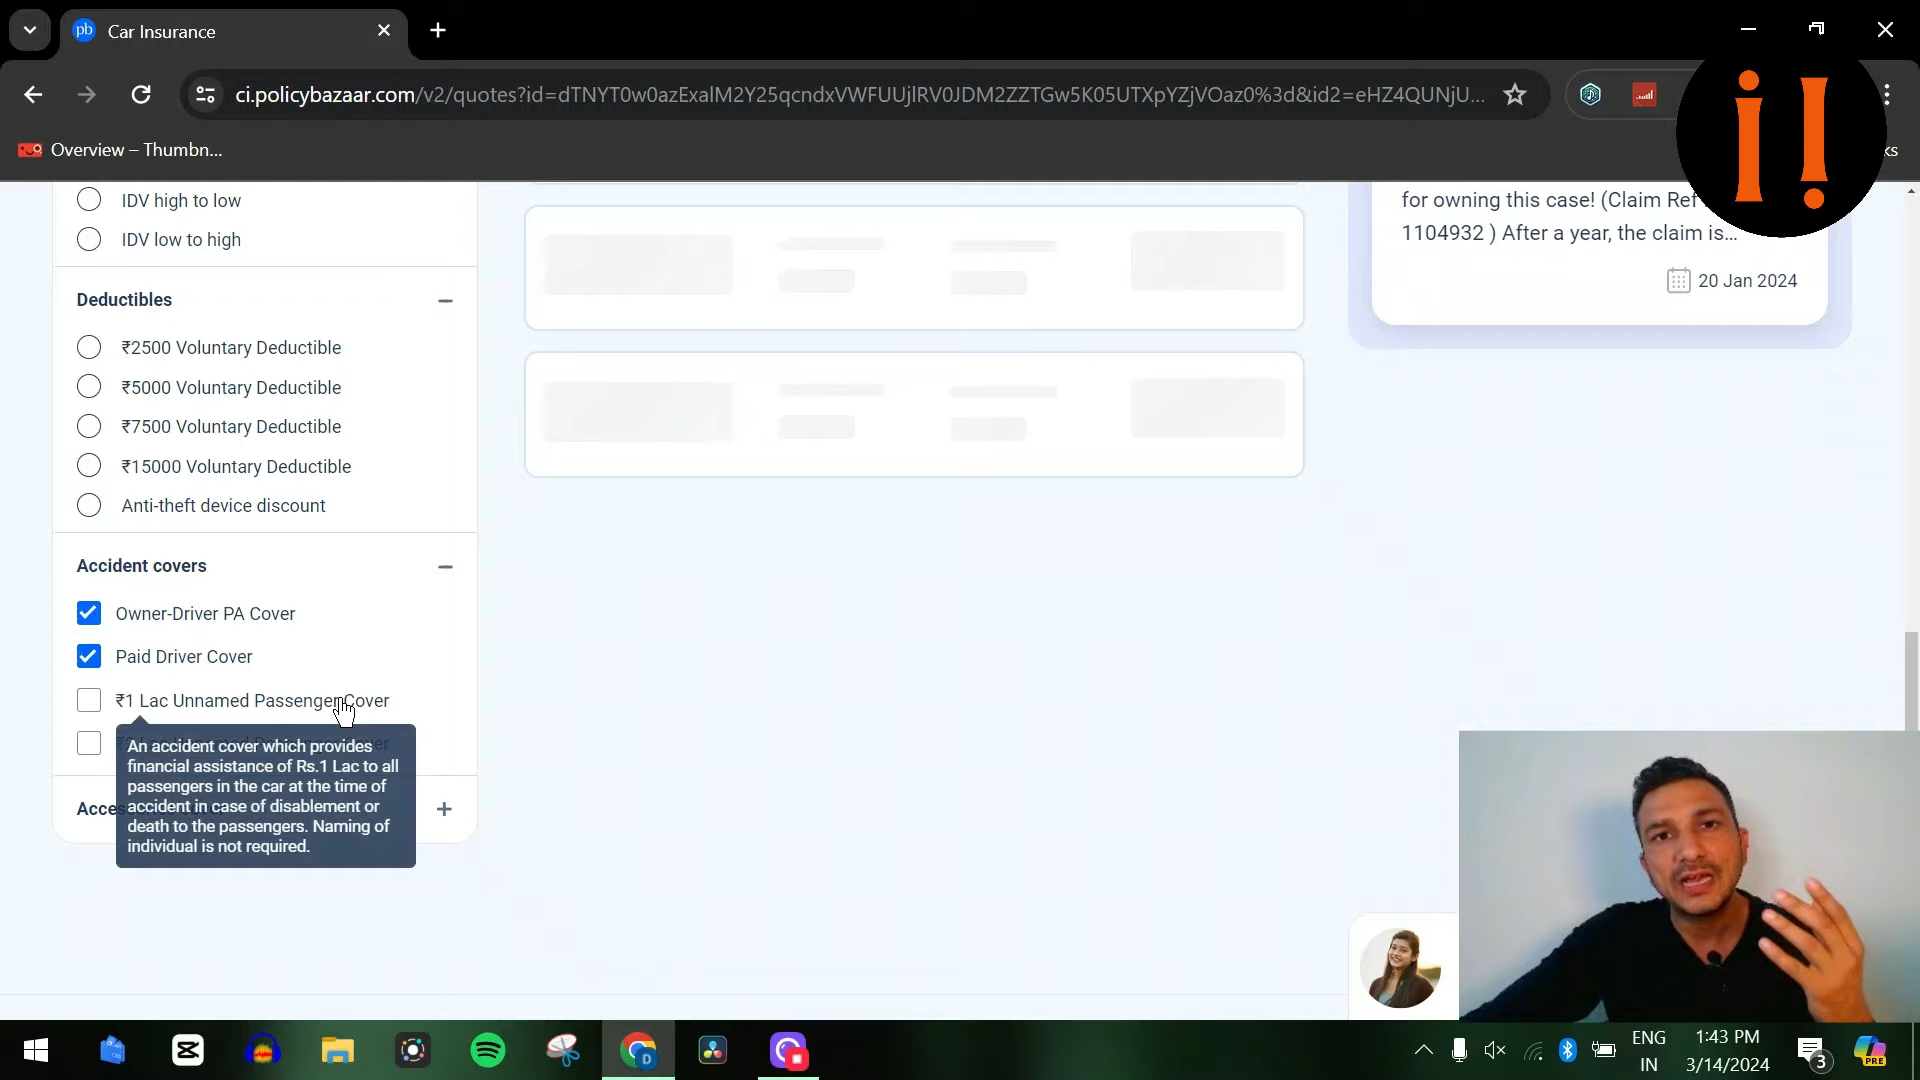 pb Car Insurance
ci.policybazaar.com/v2/quotes?id=dTNYT0w0azExalM2Y25qcndxVWFUUjlRV0JDM2ZZTGw5K05UTXpYZjVOaz0%3d&id2=eHZ4QUNjU...
Overview – Thumbn...
IDV high to low
IDV low to high
Deductibles
₹2500 Voluntary Deductible
₹5000 Voluntary Deductible
₹7500 Voluntary Deductible
₹15000 Voluntary Deductible
Anti-theft device discount
Accident covers
Owner-Driver PA Cover
Paid Driver Cover
₹1 Lac Unnamed Passenger Cover
An accident cover which provides
financial assistance of Rs.1 Lac to all
passengers in the car at the time of
accident in case of disablement or
death to the passengers. Naming of
individual is not required.
for owning this case! (Claim Ref
1104932 ) After a year, the claim is...
20 Jan 2024
ENG
IN
1:43 PM
3/14/2024
3
PRE